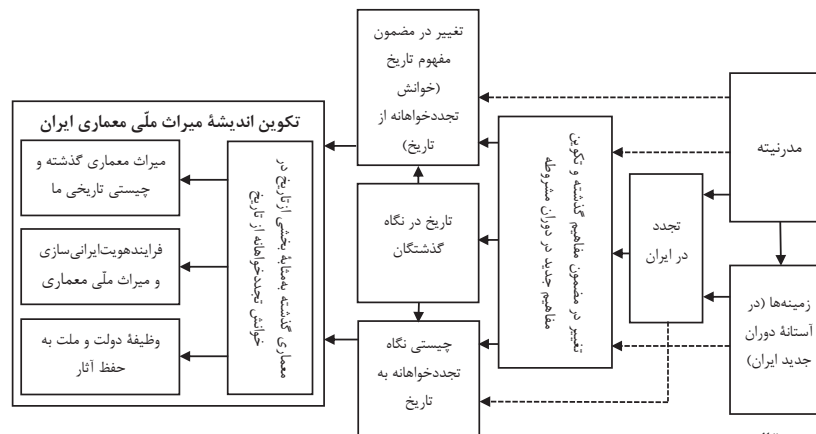 مدرنیته
زمینه‌ها (در
آستانهٔ دوران
جدید ایران)
تجدد
در ایران
تغییر در مضمون مفاهیم گذشته و تکوین
مفاهیم جدید در دوران مشروطه
تغییر در مضمون
مفهوم تاریخ
(خوانش
تجددخواهانه از
تاریخ)
تاریخ در نگاه
گذشتگان
چیستی نگاه
تجددخواهانه به
تاریخ
تکوین اندیشهٔ میراث ملّی معماری ایران
معماری گذشته به‌مثابهٔ بخشی ازتاریخ در
خوانش تجددخواهانه از تاریخ
میراث معماری گذشته و
چیستی تاریخی ما
فرایندهویت‌ایرانی‌سازی
و میراث ملّی معماری
وظیفهٔ دولت و ملت به
حفظ آثار